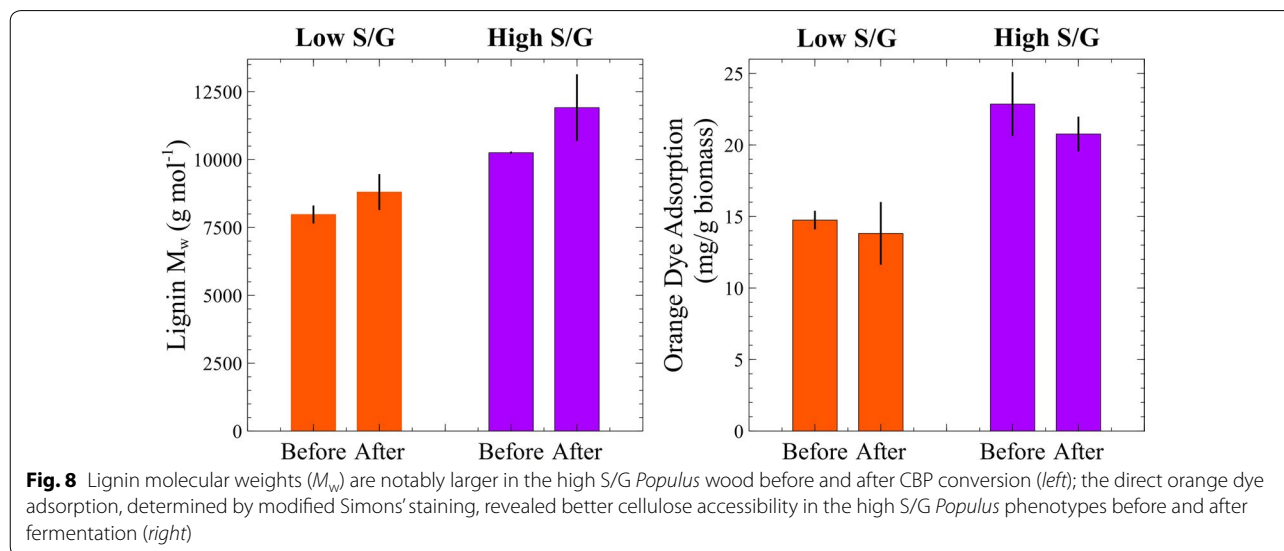 Low S/G High S/G
Lignin Mw (g mol-1)
12500
10000
7500
5000
2500
0
Before After Before After
Low S/G High S/G
Orange Dye Adsorption
(mg/g biomass)
25
20
15
10
5
0
Before After Before After
Fig. 8 Lignin molecular weights (Mw) are notably larger in the high S/G Populus wood before and after CBP conversion (left); the direct orange dye
adsorption, determined by modified Simons’ staining, revealed better cellulose accessibility in the high S/G Populus phenotypes before and after
fermentation (right)